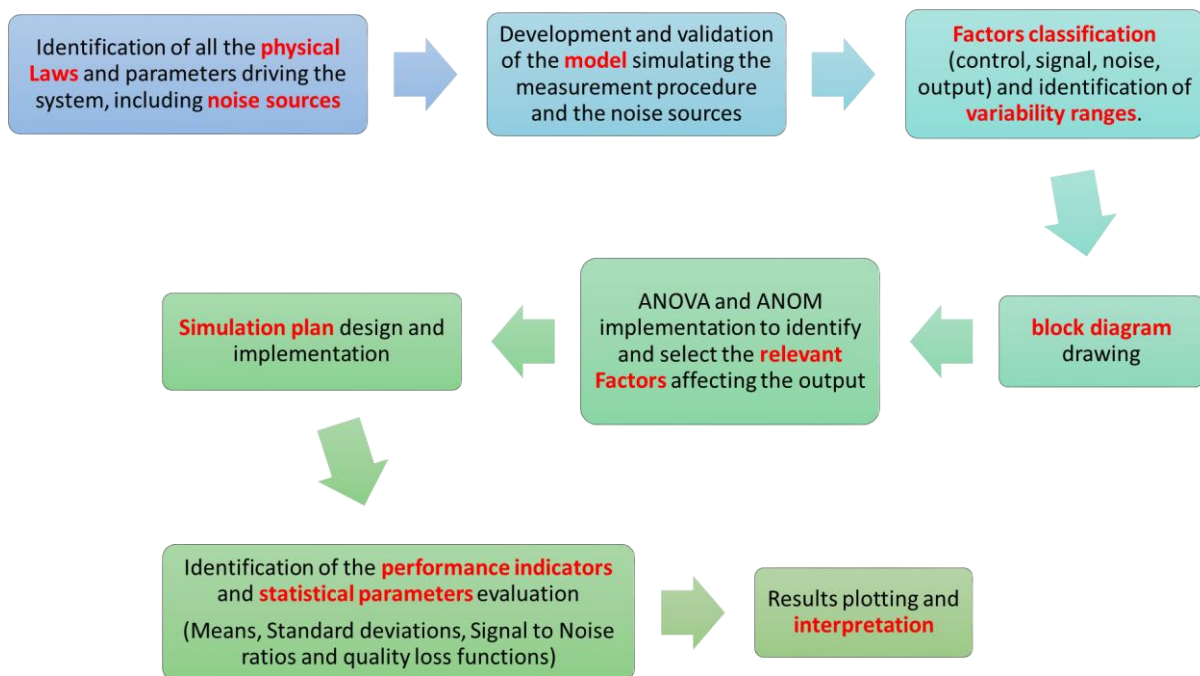 Identification of all the physical
Laws and parameters driving the
system, including noise sources
Development and validation
of the model simulating the
measurement procedure
and the noise sources
Factors classification
(control, signal, noise,
output) and identification of
variability ranges.
block diagram
drawing
ANOVA and ANOM
implementation to identify
and select the relevant
Factors affecting the output
Simulation plan design and
implementation
Identification of the performance indicators
and statistical parameters evaluation
(Means, Standard deviations, Signal to Noise
ratios and quality loss functions)
Results plotting and
interpretation